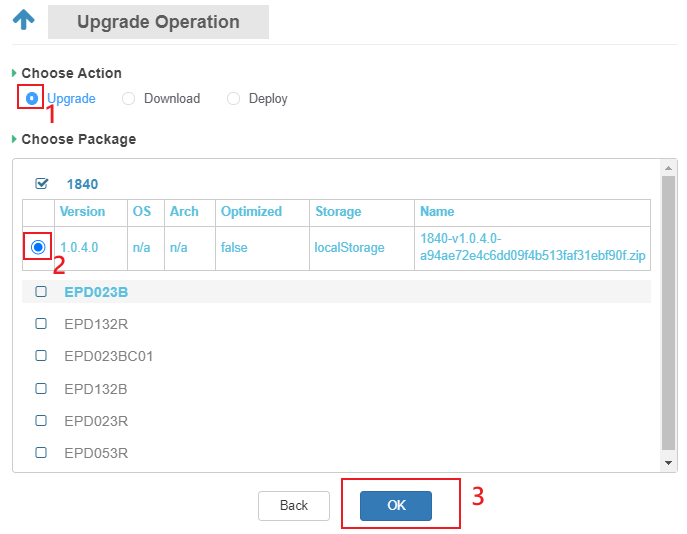 Upgrade Operation
Choose Action
Upgrade Download Deploy
1
Choose Package
1840
Version OS Arch Optimized Storage Name
1.0.4.0 n/a n/a false localStorage 1840-v1.0.4.0-
a94ae72e4c6dd09f4b513faf31ebf90f.zip
2
EPD023B
EPD132R
EPD023BC01
EPD132B
EPD023R
EPD053R
Back OK 3